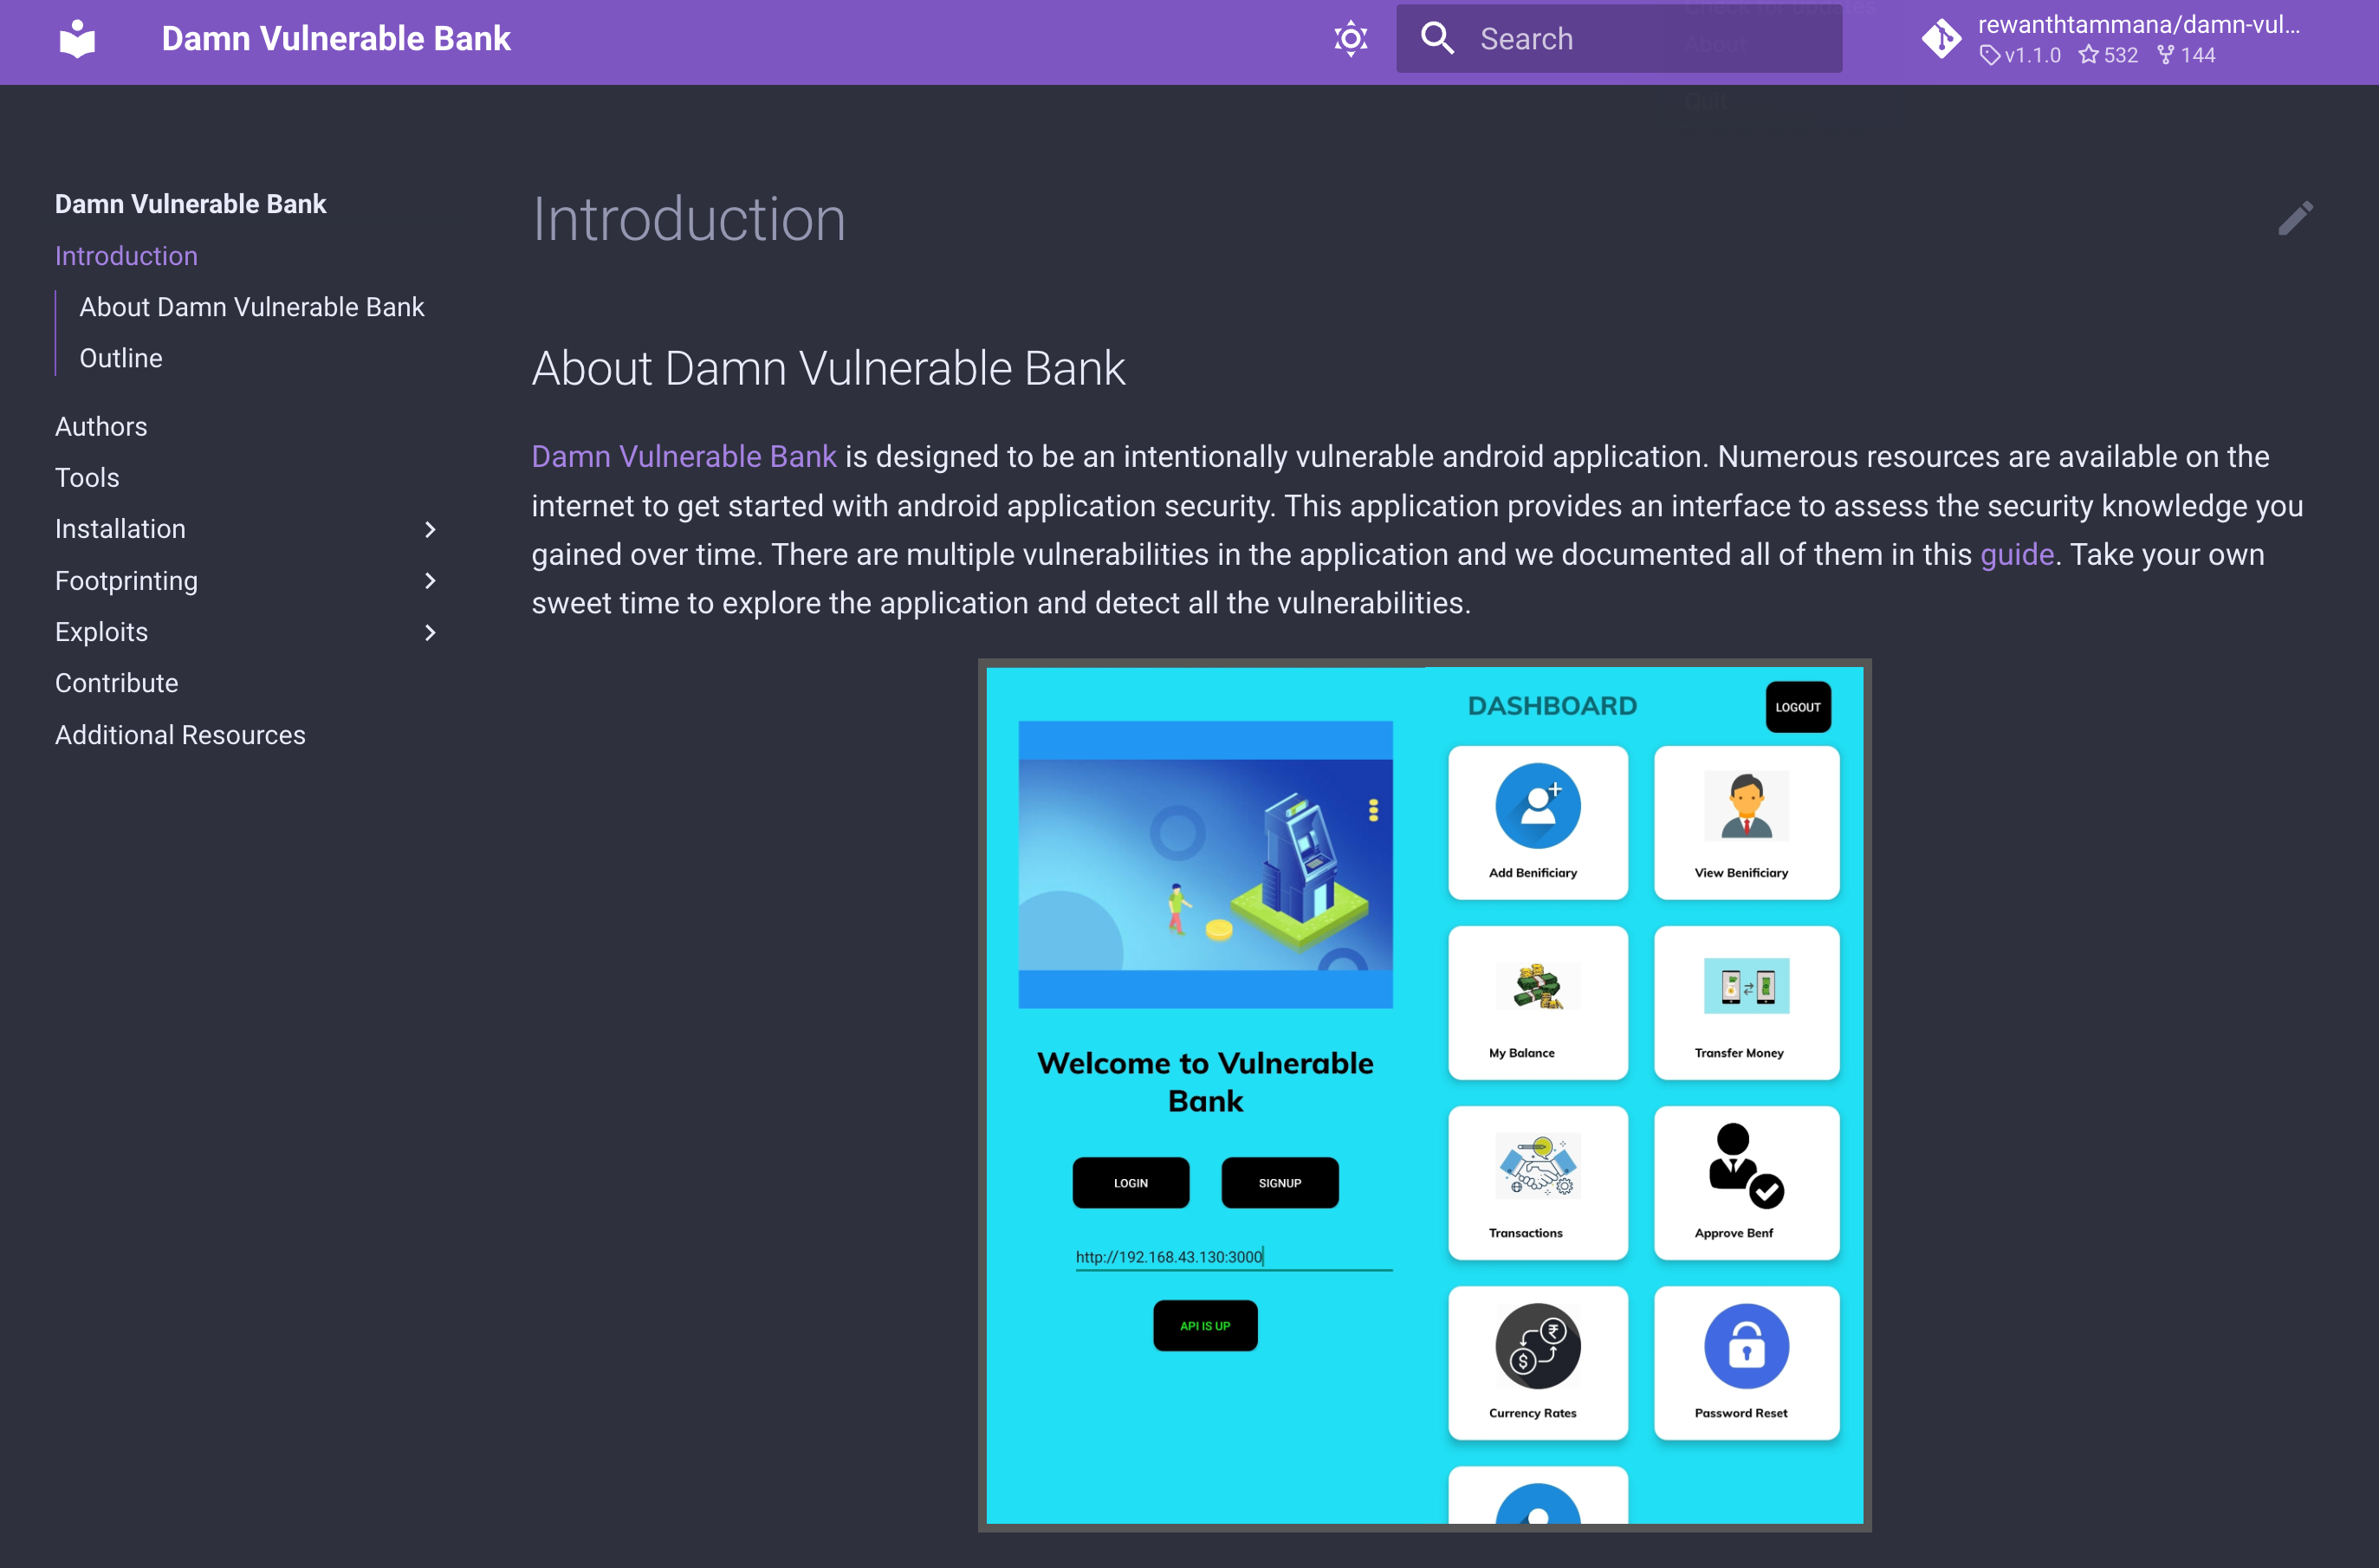 Damn Vulnerable Bank
Search
Check for updates
About
Quit
rewanthtammana/damn-vul...
v1.1.0 532 144
Damn Vulnerable Bank
Introduction
About Damn Vulnerable Bank
Outline
Authors
Tools
Installation
Footprinting
Exploits
Contribute
Additional Resources
Introduction
About Damn Vulnerable Bank
Damn Vulnerable Bank is designed to be an intentionally vulnerable android application. Numerous resources are available on the
internet to get started with android application security. This application provides an interface to assess the security knowledge you
gained over time. There are multiple vulnerabilities in the application and we documented all of them in this guide. Take your own
sweet time to explore the application and detect all the vulnerabilities.
Welcome to Vulnerable
Bank
LOGIN
SIGNUP
http://192.168.43.130:3000
API IS UP
DASHBOARD
LOGOUT
Add Benificiary
View Benificiary
My Balance
Transfer Money
Transactions
Approve Benf
Currency Rates
Password Reset